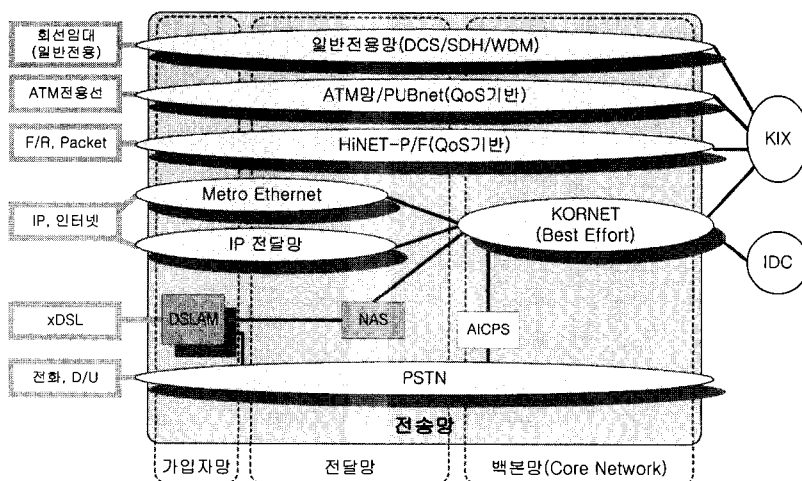 회선임대
(일반전용)
일반전용망(DCS/SDH/WDM)
ATM전용선
ATM망/PUBnet(QoS기반)
KIX
F/R, Packet
HiNET-P/F(QoS기반)
Metro Ethernet
IP, 인터넷
KORNET
(Best Effort)
IP 전달망
IDC
xDSL
DSLAM
NAS
AICPS
전화, D/U
PSTN
전송망
가입자망
전달망
백본망(Core Network)